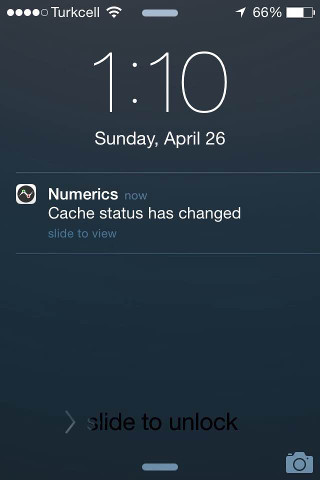 Turkcell 66%
1:10
Sunday, April 26
Numerics now
Cache status has changed
slide to view
slide to unlock